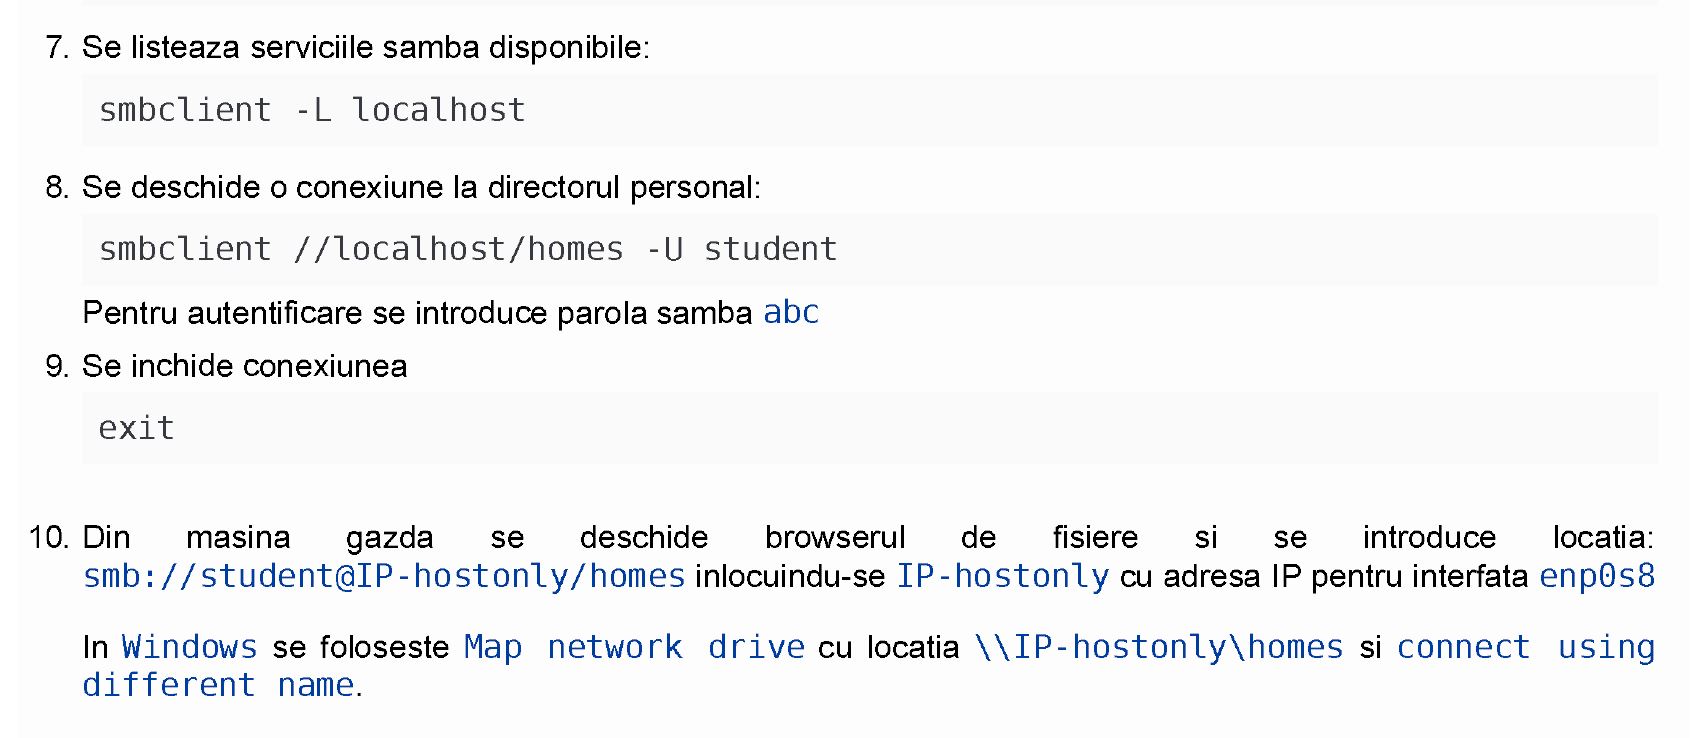 7. Se listeaza serviciile samba disponibile:
smbclient -L localhost
8. Se deschide o conexiune la directorul personal:
smbclient //localhost/homes -U student
Pentru autentificare se introduce parola samba abc
9. Se inchide conexiunea
exit
10. Din masina gazda se deschide browserul de fisiere si se introduce locatia:
smb://student@IP-hostonly/homes inlocuindu-se IP-hostonly cu adresa IP pentru interfata enp0s8
In Windows se foloseste Map network drive cu locatia \\IP-hostonly\homes si connect using
different name.